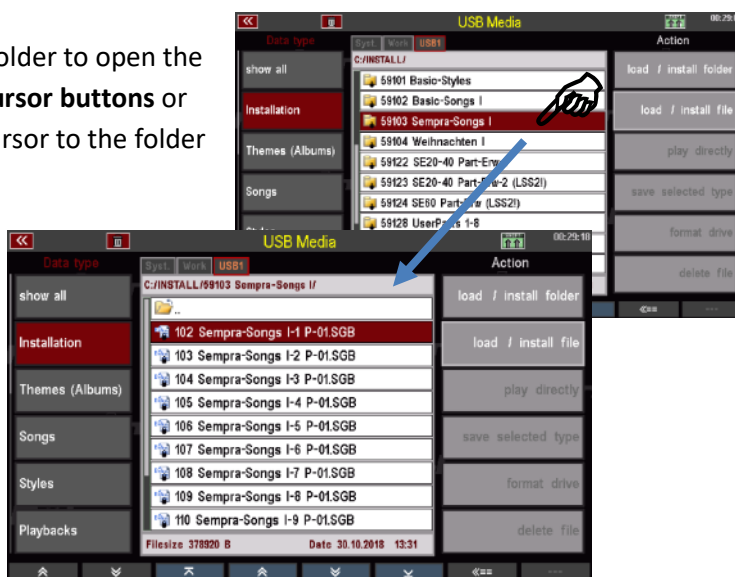 older to open the
ursor buttons or
rsor to the folder
USB Media
00:29:
Data type
Syst. Work USB1
Action
C:/INSTALL/
show all
59101 Basic-Styles
load / install folder
59102 Basic-Songs I
Installation
59103 Sempra-Songs I
load / install file
59104 Weihnachten I
Themes (Albums)
59122 SE20-40 Part-Erw
play directly
59123 SE20-40 Part-Erw-2 (LSS2!)
Songs
59124 SE60 Part-Erw (LSS2!)
save selected type
59128 UserParts 1-8
format drive
delete file
«==
---
USB Media
00:29:10
Data type
Syst. Work USB1
Action
C:/INSTALL/59103 Sempra-Songs I/
show all
..
load / install folder
102 Sempra-Songs I-1 P-01.SGB
Installation
103 Sempra-Songs I-2 P-01.SGB
load / install file
104 Sempra-Songs I-3 P-01.SGB
Themes (Albums)
105 Sempra-Songs I-4 P-01.SGB
play directly
106 Sempra-Songs I-5 P-01.SGB
Songs
107 Sempra-Songs I-6 P-01.SGB
save selected type
108 Sempra-Songs I-7 P-01.SGB
Styles
109 Sempra-Songs I-8 P-01.SGB
format drive
110 Sempra-Songs I-9 P-01.SGB
Playbacks
delete file
Filesize 378920 B Date 30.10.2018 13:31
«==
---